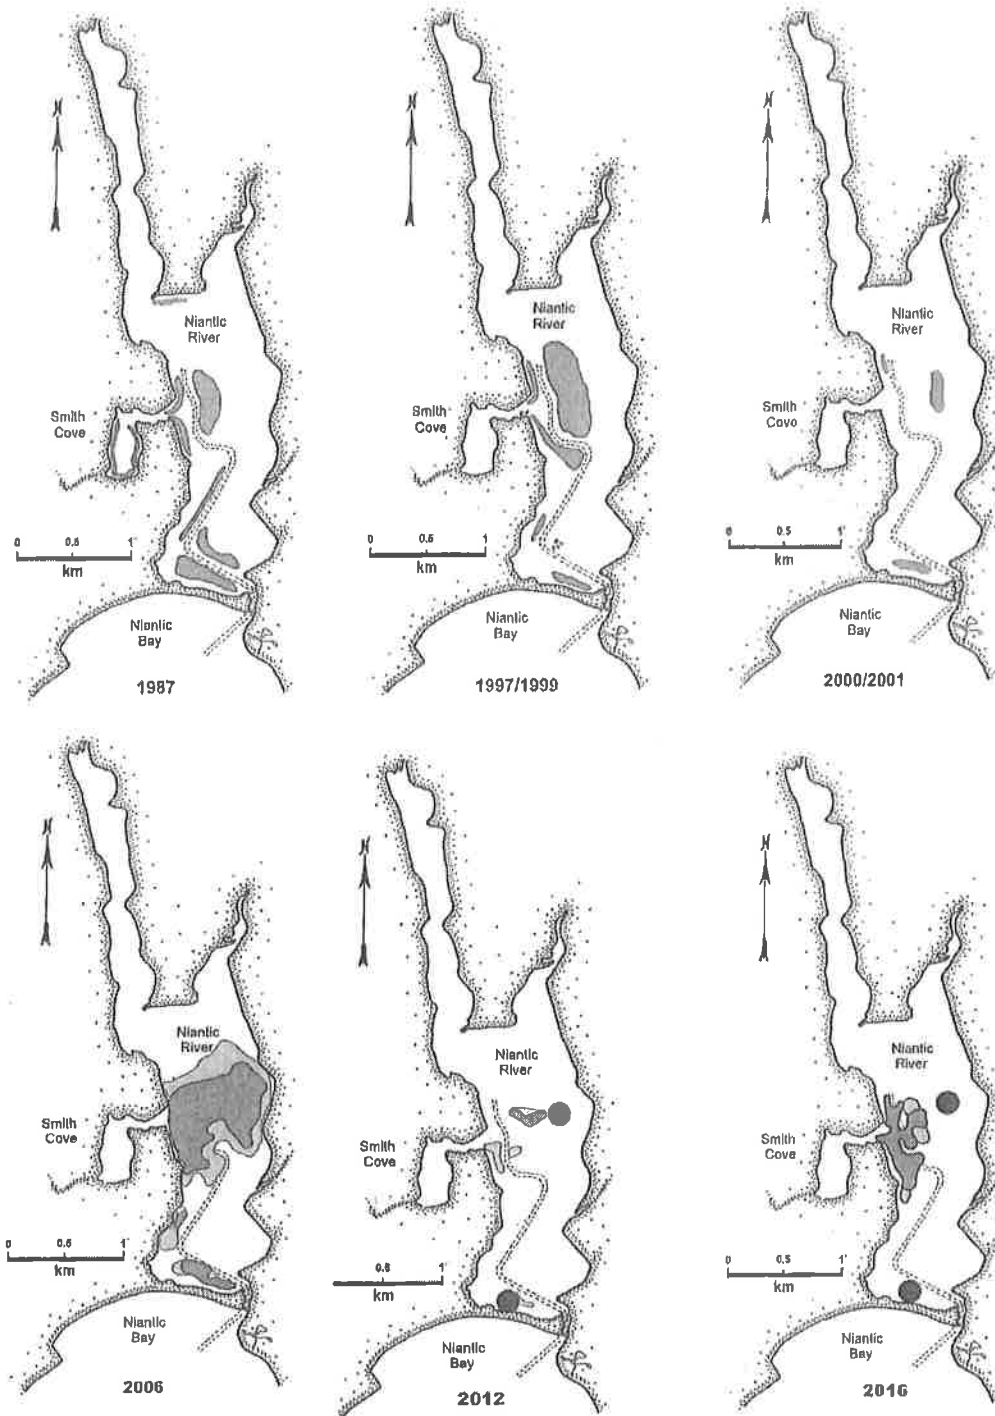 N
Niantic
River
Smith
Cove
0 0.5 1
km
Niantic
Bay
1987
N
Niantic
River
Smith
Cove
0 0.5 1
km
Niantic
Bay
1997/1999
N
Niantic
River
Smith
Cove
0 0.5 1
km
Niantic
Bay
2000/2001
N
Niantic
River
Smith
Cove
0 0.5 1
km
Niantic
Bay
2006
N
Niantic
River
Smith
Cove
0 0.5 1
km
Niantic
Bay
2012
N
Niantic
River
Smith
Cove
0 0.5 1
km
Niantic
Bay
2016